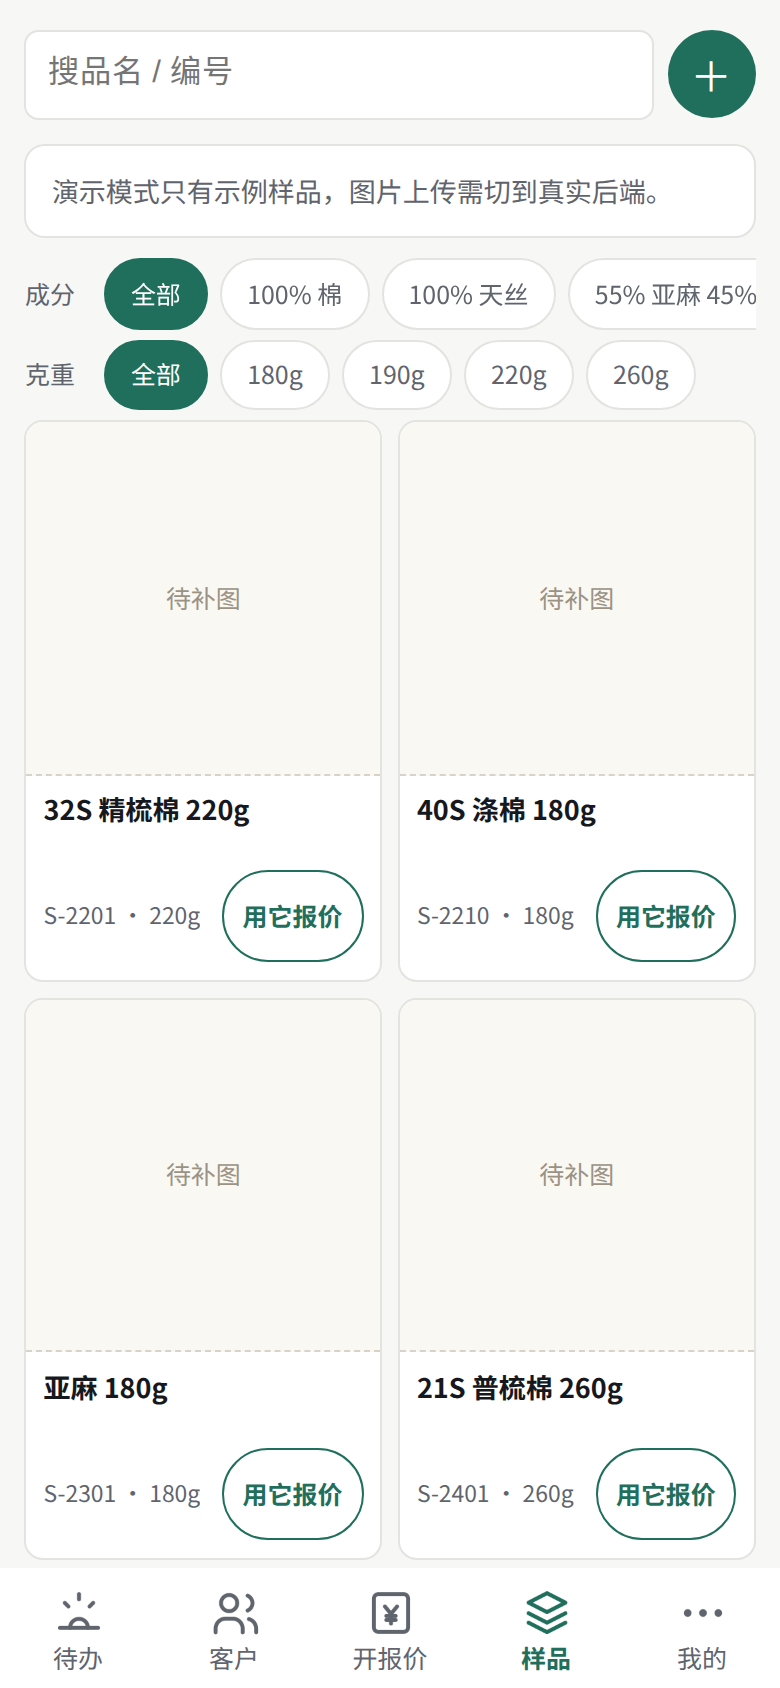 搜品名 / 编号
演示模式只有示例样品，图片上传需切到真实后端。
成分 全部 100% 棉 100% 天丝 55% 亚麻 45%
克重 全部 180g 190g 220g 260g
待补图 待补图
32S 精梳棉 220g 40S 涤棉 180g
S-2201 · 220g 用它报价 S-2210 · 180g 用它报价
待补图 待补图
亚麻 180g 21S 普梳棉 260g
S-2301 · 180g 用它报价 S-2401 · 260g 用它报价
待办 客户 开报价 样品 我的